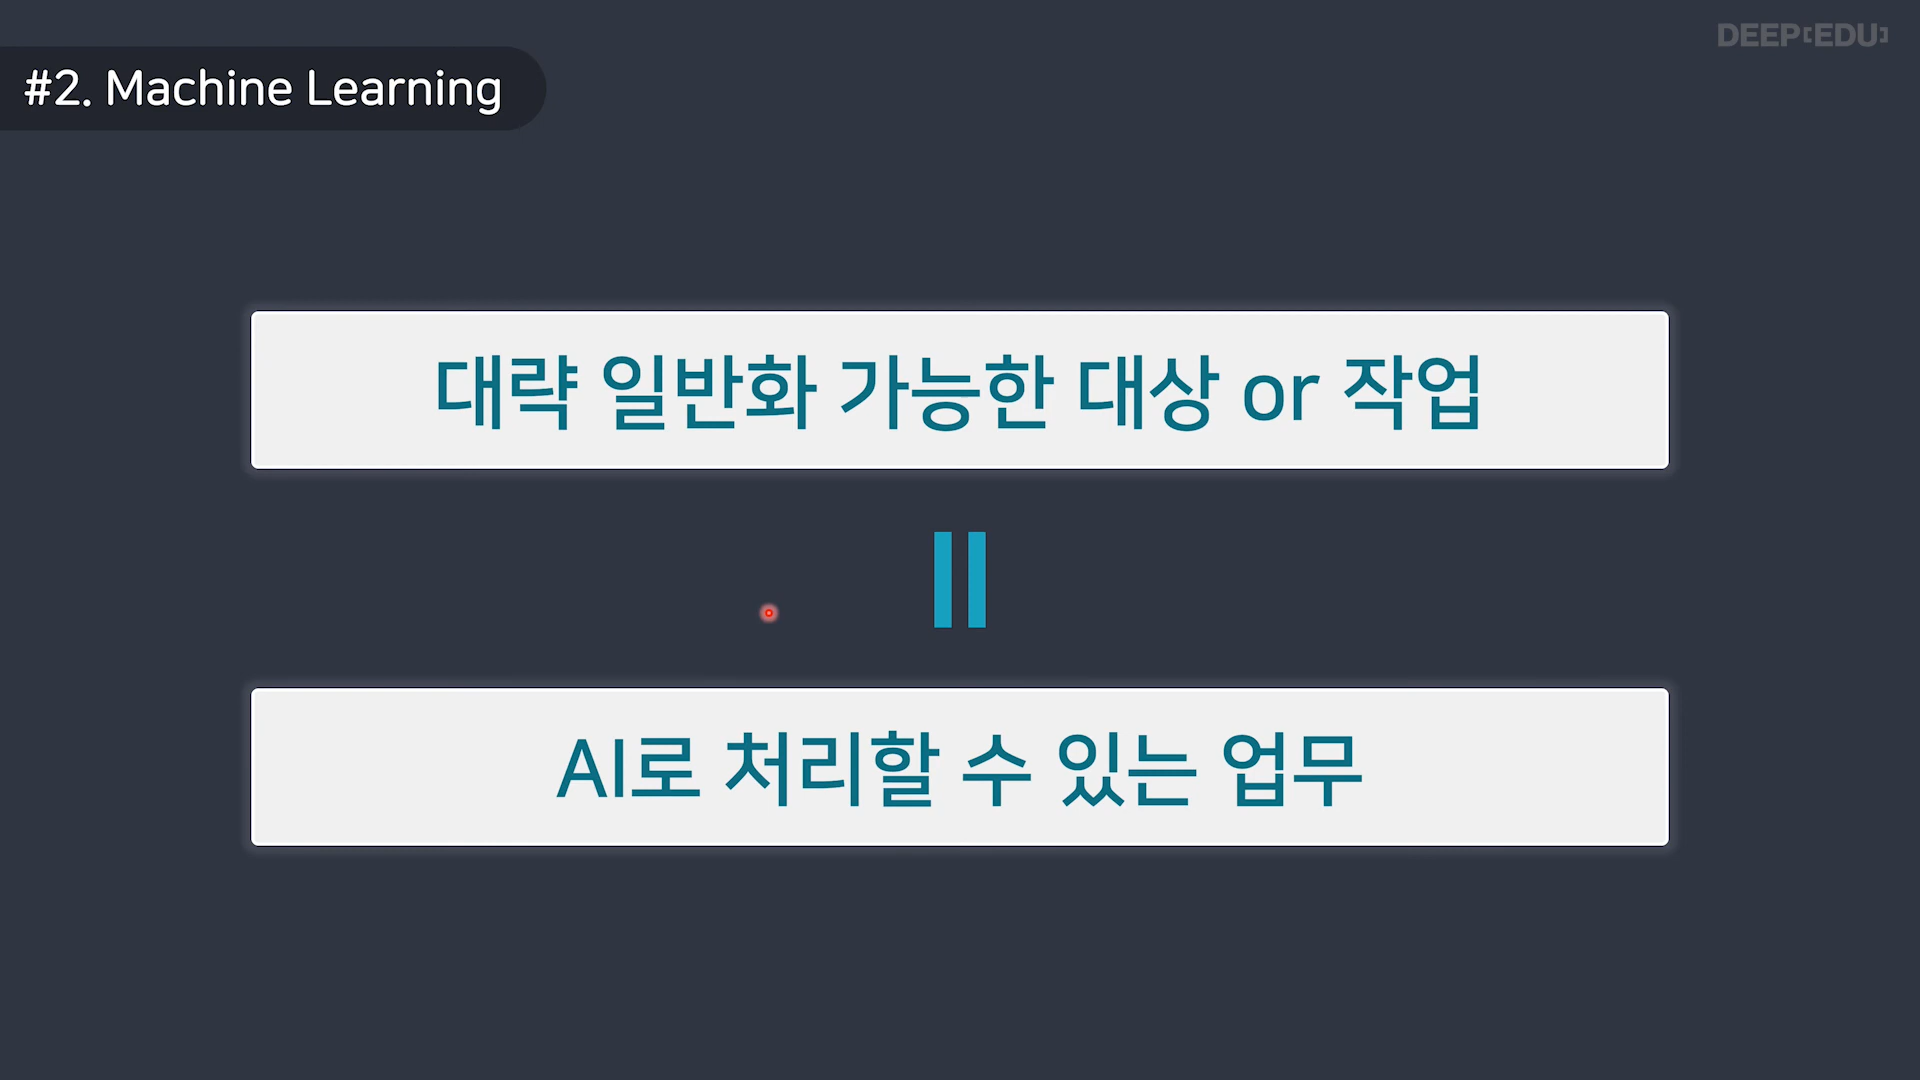 DEEP[EDU]
#2. Machine Learning
대략 일반화 가능한 대상 or 작업
AI로 처리할 수 있는 업무